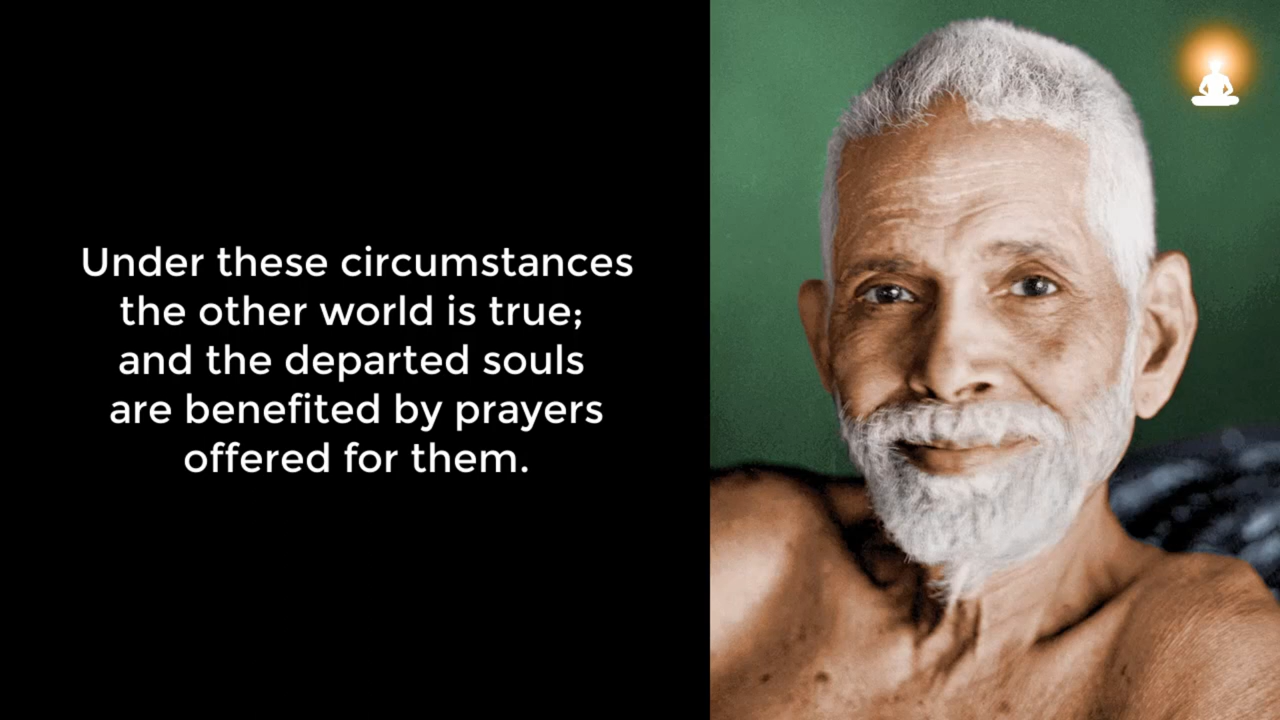 Under these circumstances
the other world is true;
and the departed souls
are benefited by prayers
offered for them.